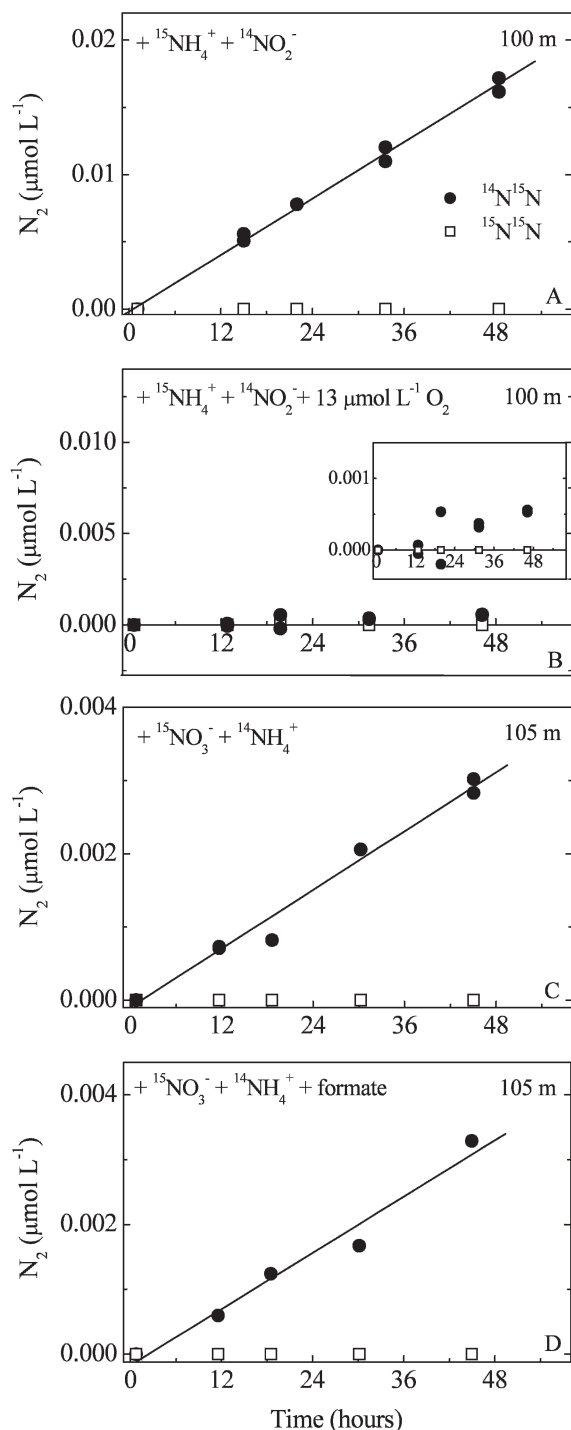 + ¹⁵NH₄⁺ + ¹⁴NO₂⁻ 100 m
0.02
0.01
0.00
N₂ (μmol L⁻¹)
● ¹⁴N¹⁵N
□ ¹⁵N¹⁵N
A
0 12 24 36 48
+ ¹⁵NH₄⁺ + ¹⁴NO₂⁻ + 13 μmol L⁻¹ O₂ 100 m
0.010
0.005
0.000
N₂ (μmol L⁻¹)
0.001
0.000
0 12 24 36 48
B
0 12 24 36 48
+ ¹⁵NO₃⁻ + ¹⁴NH₄⁺ 105 m
0.004
0.002
0.000
N₂ (μmol L⁻¹)
C
0 12 24 36 48
+ ¹⁵NO₃⁻ + ¹⁴NH₄⁺ + formate 105 m
0.004
0.002
0.000
N₂ (μmol L⁻¹)
D
0 12 24 36 48
Time (hours)